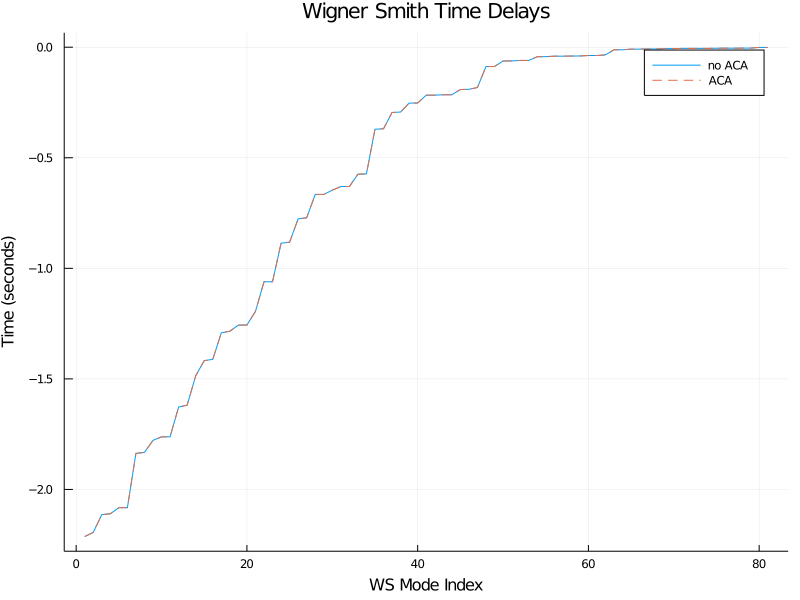 Wigner Smith Time Delays
0.0
−0.5
−1.0
−1.5
−2.0
Time (seconds)
no ACA
ACA
0 20 40 60 80
WS Mode Index